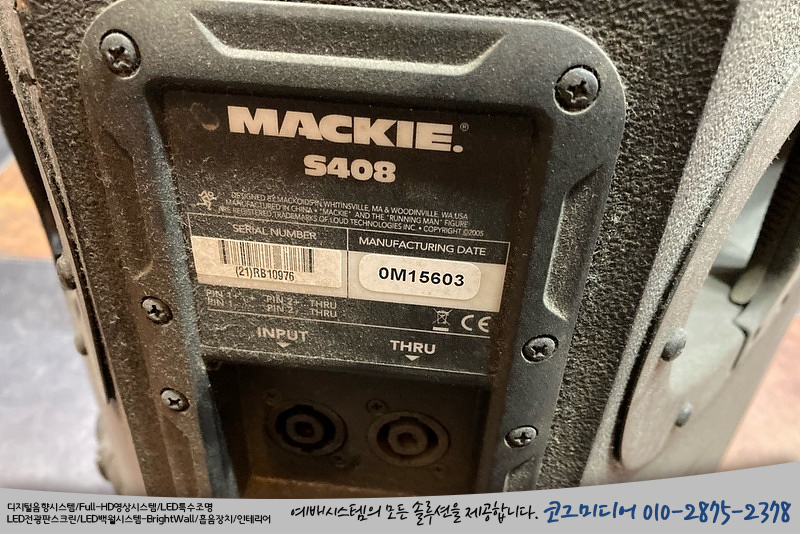 MACKIE.®
S408
DESIGNED BY MACKOIDSPIN WHITINSVILLE, MA & WOODINVILLE, WA USA
MANUFACTURED IN CHINA • "MACKIE" AND THE "RUNNING MAN" FIGURE
ARE REGISTERED TRADEMARKS OF LOUD TECHNOLOGIES INC. • COPYRIGHT ©2005
SERIAL NUMBER
MANUFACTURING DATE
(21)RB10976
0M15603
PIN 1+ PIN 2+ THRU
PIN 1- PIN 2- THRU
CE
INPUT
THRU
디지털음향시스템/Full-HD영상시스템/LED특수조명
LED전광판스크린/LED백월시스템-BrightWall/흡음장치/인테리어
예배시스템의 모든 솔루션을 제공합니다. 코그미디어 010-2875-2378